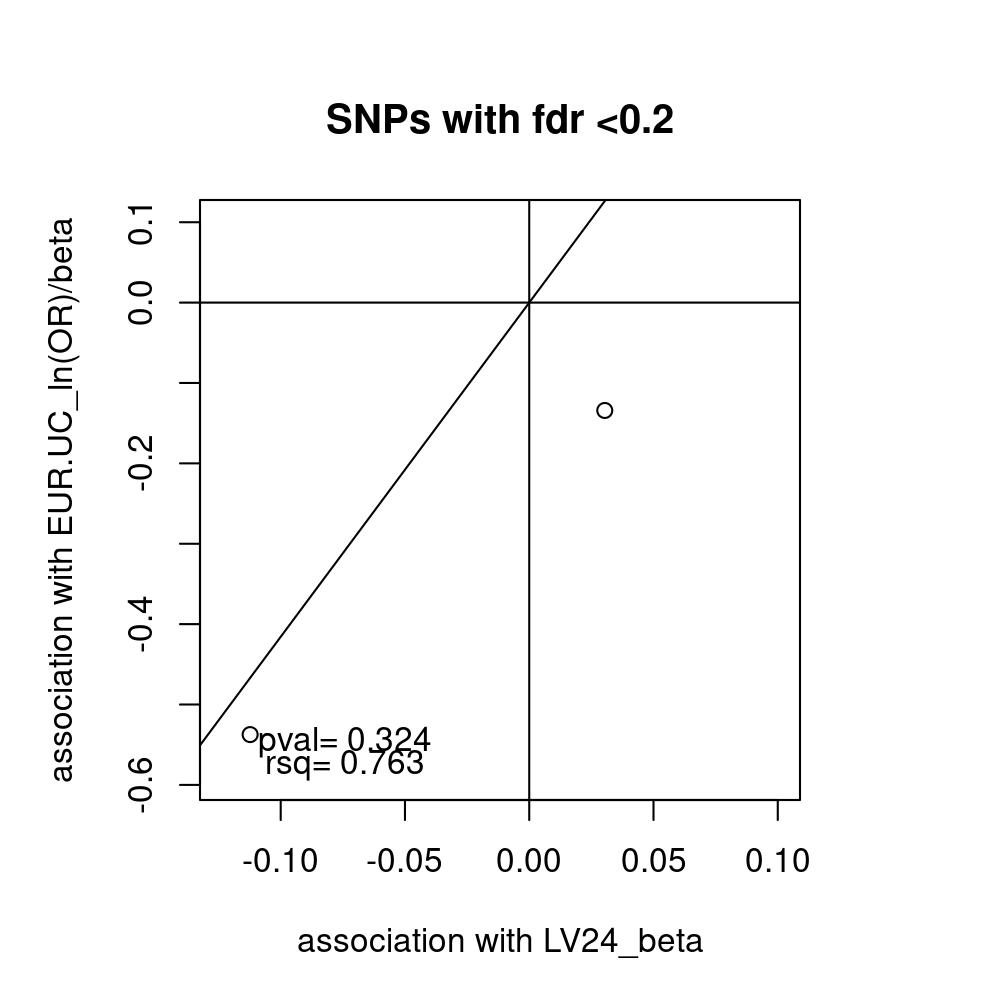 SNPs with fdr <0.2
association with EUR.UC_ln(OR)/beta
0.1
0.0
-0.2
-0.4
-0.6
pval= 0.324
rsq= 0.763
-0.10
-0.05
0.00
0.05
0.10
association with LV24_beta